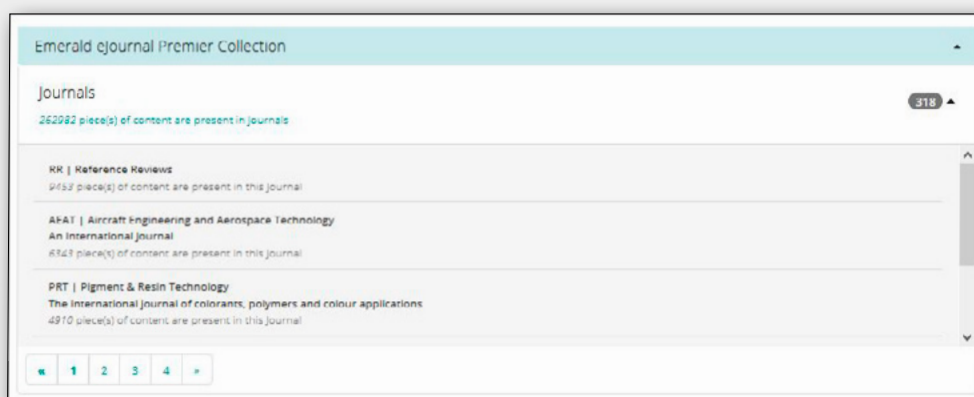 Emerald eJournal Premier Collection
Journals
318
262982 piece(s) of content are present in Journals
RR | Reference Reviews
9453 piece(s) of content are present in this Journal
AEAT | Aircraft Engineering and Aerospace Technology
An International Journal
6343 piece(s) of content are present in this Journal
PRT | Pigment & Resin Technology
The international journal of colorants, polymers and colour applications
4910 piece(s) of content are present in this Journal
« 1 2 3 4 »